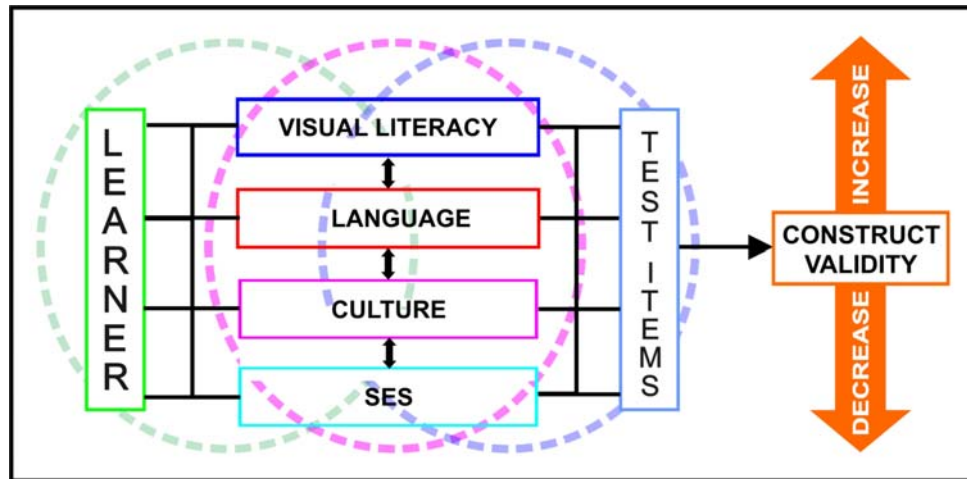 LEARNER
VISUAL LITERACY
LANGUAGE
CULTURE
SES
TEST ITEMS
INCREASE
CONSTRUCT
VALIDITY
DECREASE